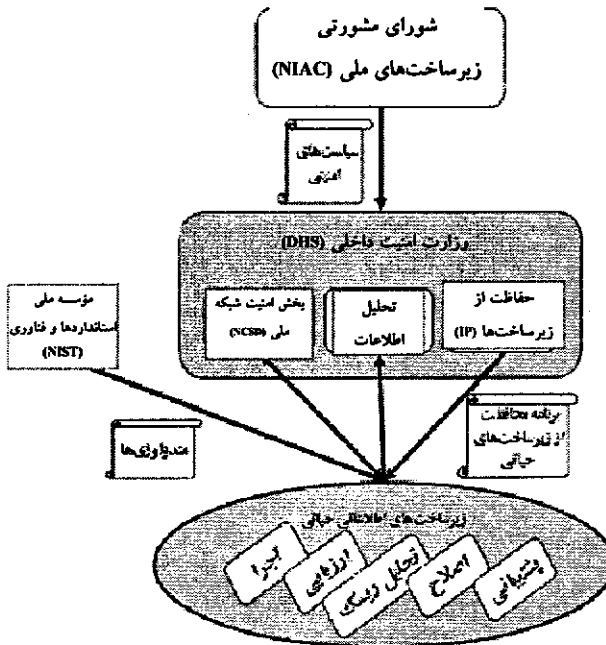 شورای مشورتی
زیرساخت‌های ملی (NIAC)
سیاست‌های
امنیتی
وزارت امنیت داخلی (DHS)
حفاظت از
زیرساخت‌ها (IP)
تحلیل
اطلاعات
بخش امنیت شبکه
ملی (NCSD)
مؤسسه ملی
استانداردها و فناوری
(NIST)
برنامه محافظت
از زیرساخت‌های
حیاتی
متدولوژی‌ها
زیرساخت‌های اطلاعاتی حیاتی
اجرا
ارزیابی
تحلیل ریسک
اصلاح
پشتیبانی